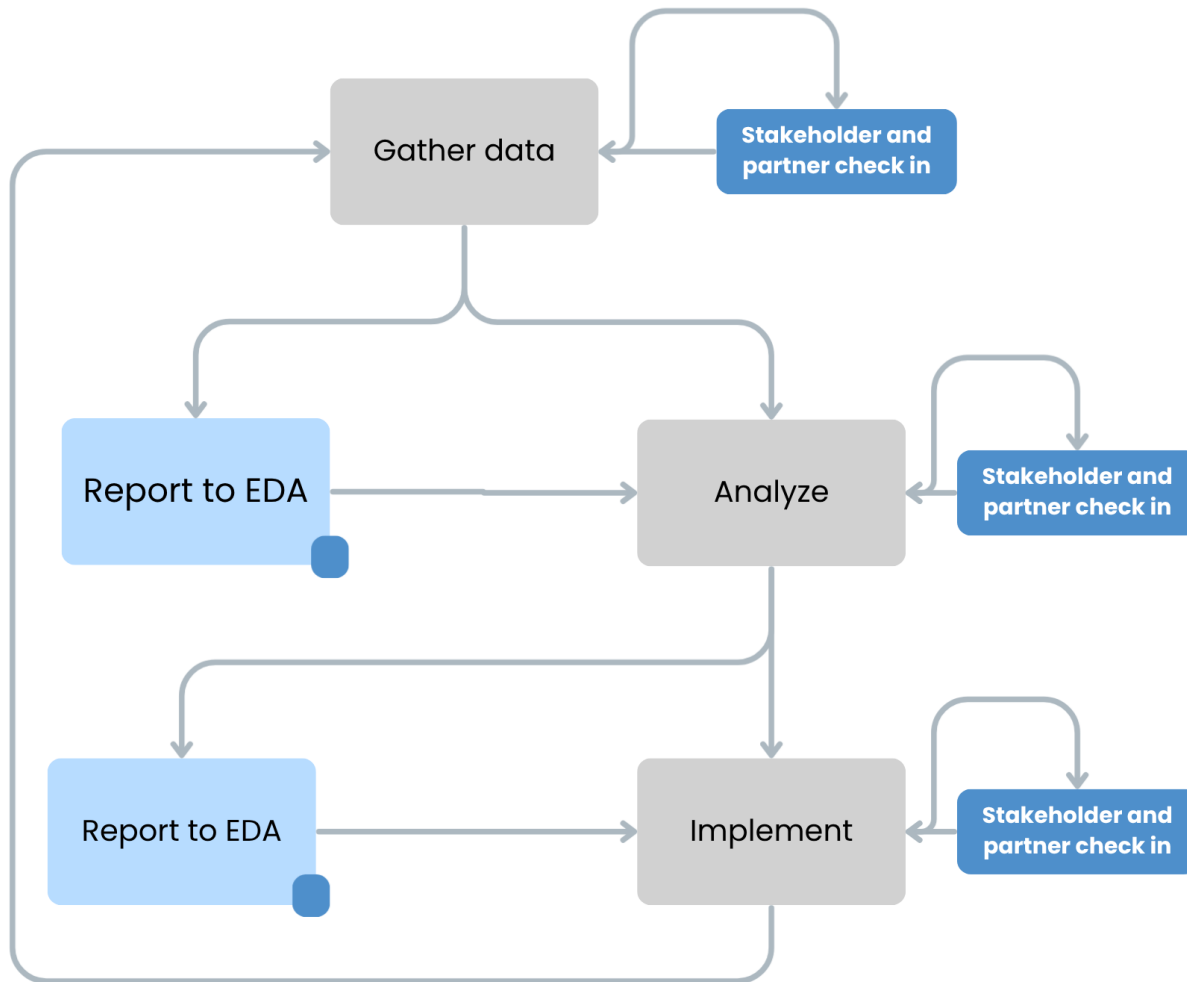 Gather data
Stakeholder and
partner check in
Report to EDA
Analyze
Stakeholder and
partner check in
Report to EDA
Implement
Stakeholder and
partner check in